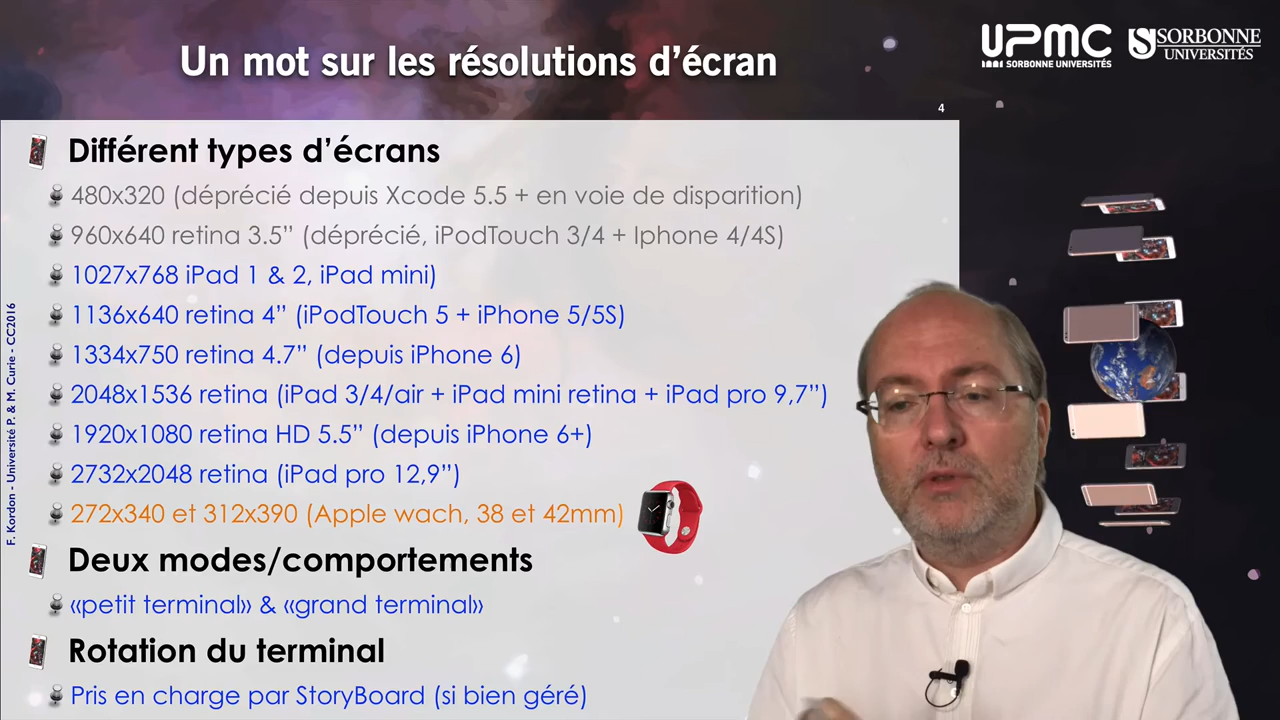 Un mot sur les résolutions d’écran
UPMC
SORBONNE UNIVERSITÉS
S SORBONNE
UNIVERSITÉS
4
Différent types d’écrans
480x320 (déprécié depuis Xcode 5.5 + en voie de disparition)
960x640 retina 3.5” (déprécié, iPodTouch 3/4 + Iphone 4/4S)
1027x768 iPad 1 & 2, iPad mini)
1136x640 retina 4” (iPodTouch 5 + iPhone 5/5S)
1334x750 retina 4.7” (depuis iPhone 6)
2048x1536 retina (iPad 3/4/air + iPad mini retina + iPad pro 9,7”)
1920x1080 retina HD 5.5” (depuis iPhone 6+)
2732x2048 retina (iPad pro 12,9”)
272x340 et 312x390 (Apple wach, 38 et 42mm)
Deux modes/comportements
«petit terminal» & «grand terminal»
Rotation du terminal
Pris en charge par StoryBoard (si bien géré)
F. Kordon - Université P. & M. Curie - CC2016